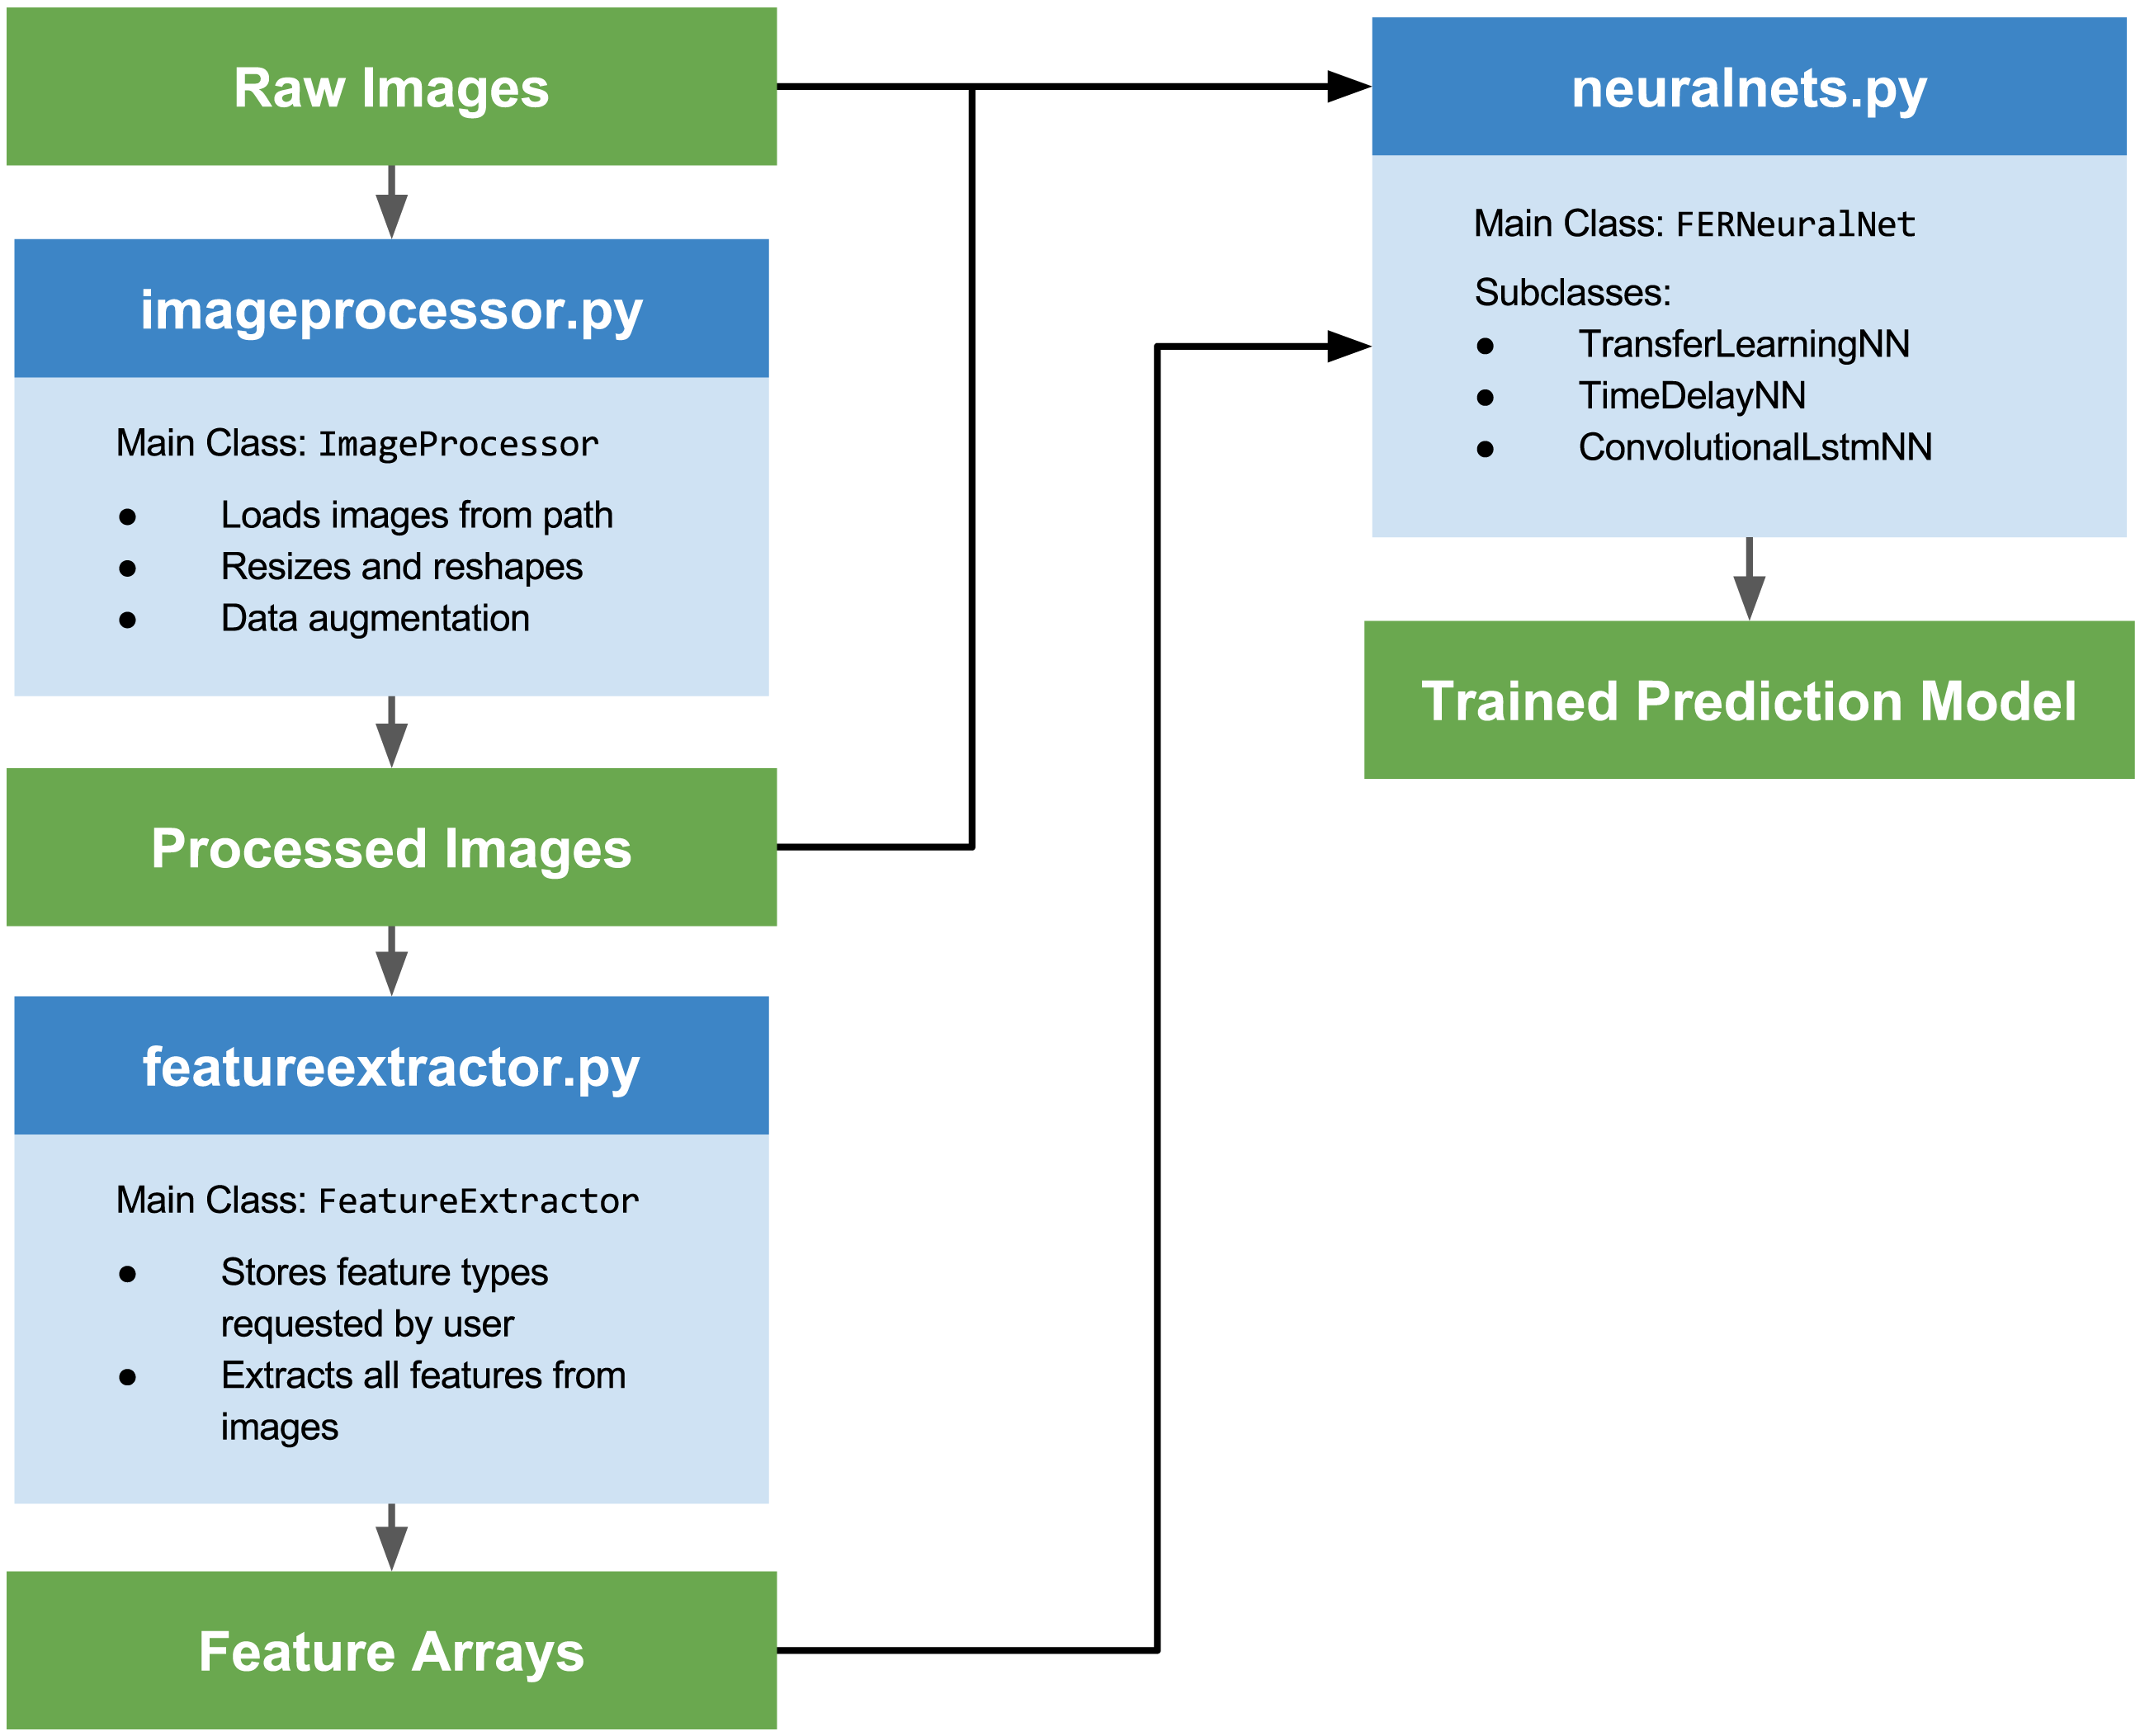 Raw Images
imageprocessor.py
Main Class: ImageProcessor
● Loads images from path
● Resizes and reshapes
● Data augmentation
Processed Images
featureextractor.py
Main Class: FeatureExtractor
● Stores feature types
requested by user
● Extracts all features from
images
Feature Arrays
neuralnets.py
Main Class: FERNeuralNet
Subclasses:
● TransferLearningNN
● TimeDelayNN
● ConvolutionalLstmNN
Trained Prediction Model